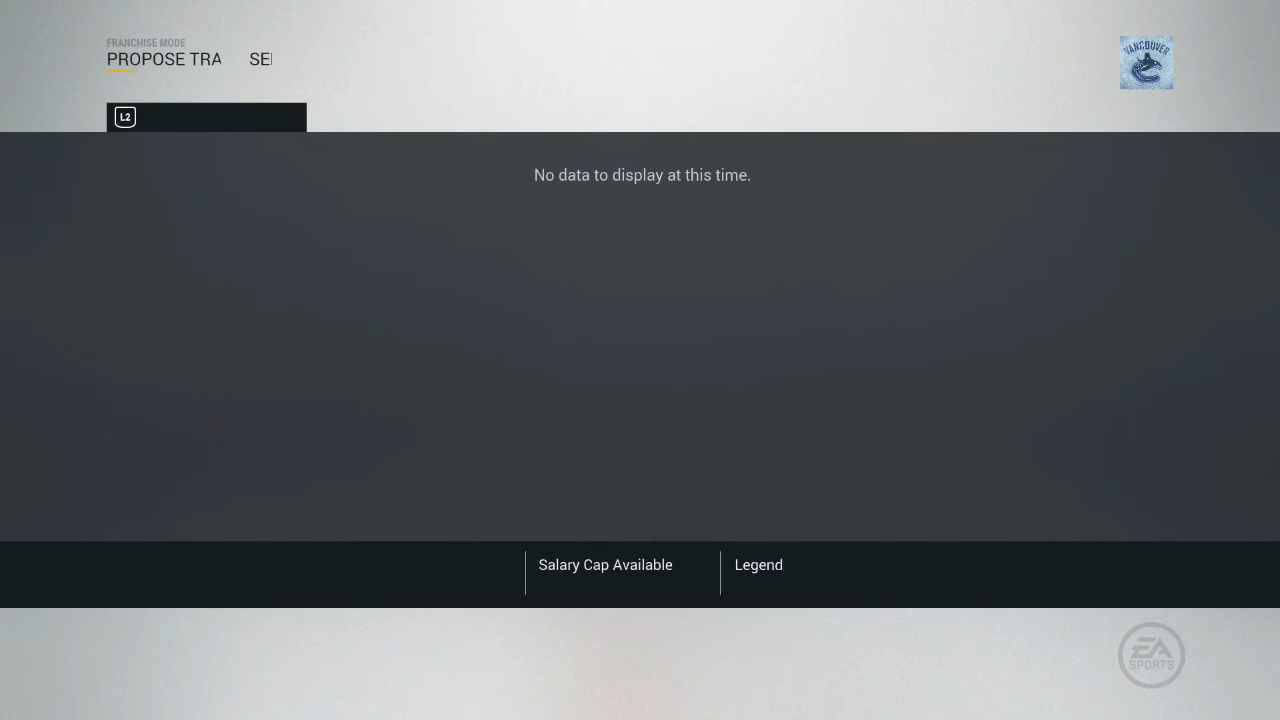 FRANCHISE MODE
PROPOSE TRA SE
VANCOUVER
L2
No data to display at this time.
Salary Cap Available
Legend
EA
SPORTS